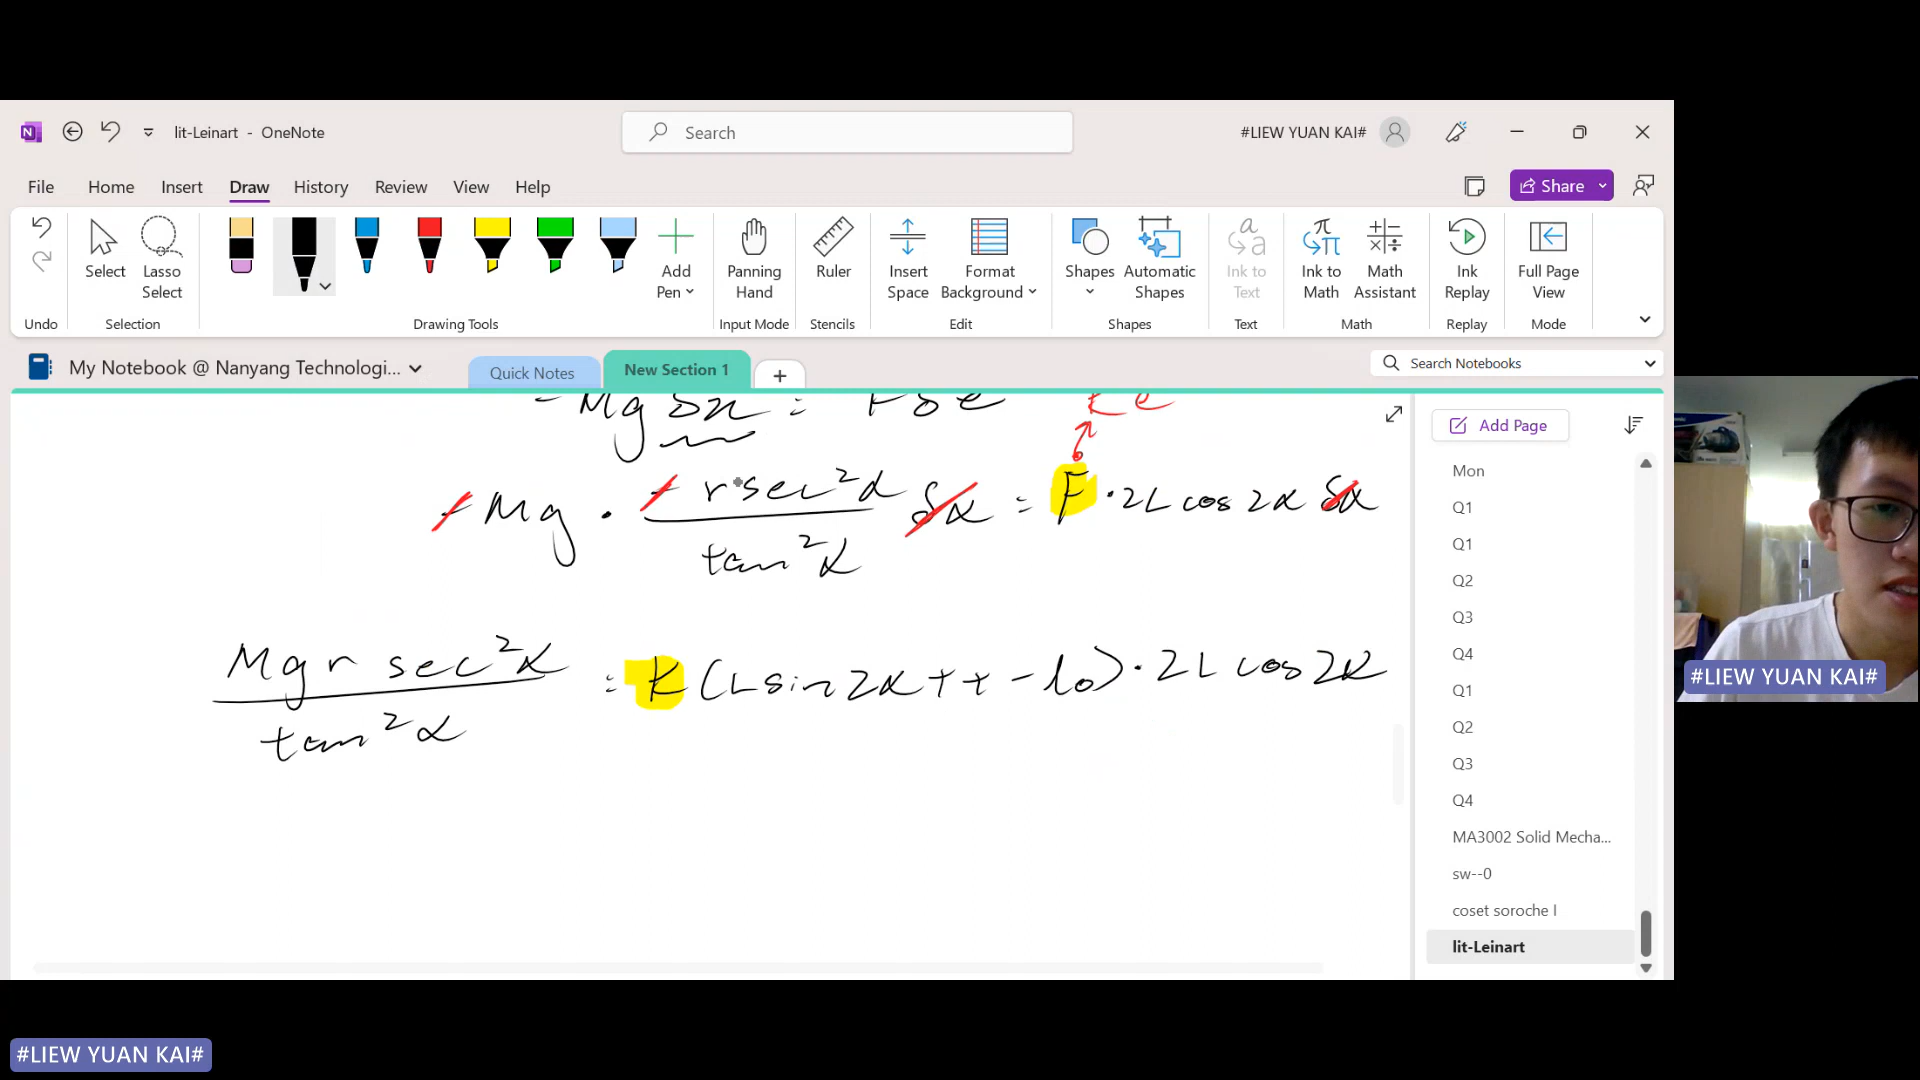 lit-Leinart - OneNote
Search
#LIEW YUAN KAI#
File Home Insert Draw History Review View Help
Share
Undo
Select
Lasso Select
Selection
Drawing Tools
Add Pen
Panning Hand
Input Mode
Ruler
Stencils
Insert Space
Format Background
Edit
Shapes
Automatic Shapes
Shapes
Ink to Text
Text
Ink to Math
Math Assistant
Math
Ink Replay
Replay
Full Page View
Mode
My Notebook @ Nanyang Technologi...
Quick Notes
New Section 1
Search Notebooks
Add Page
Mon
Q1
Q1
Q2
Q3
Q4
Q1
Q2
Q3
Q4
MA3002 Solid Mecha...
sw--0
coset soroche I
lit-Leinart
-Mg δx = F δe
ke
-Mg · (-r sec²α / tan²α) δα = F · 2L cos 2α δα
Mgr sec²α / tan²α = K (L sin 2α + r - l₀) · 2L cos 2α
#LIEW YUAN KAI#
#LIEW YUAN KAI#